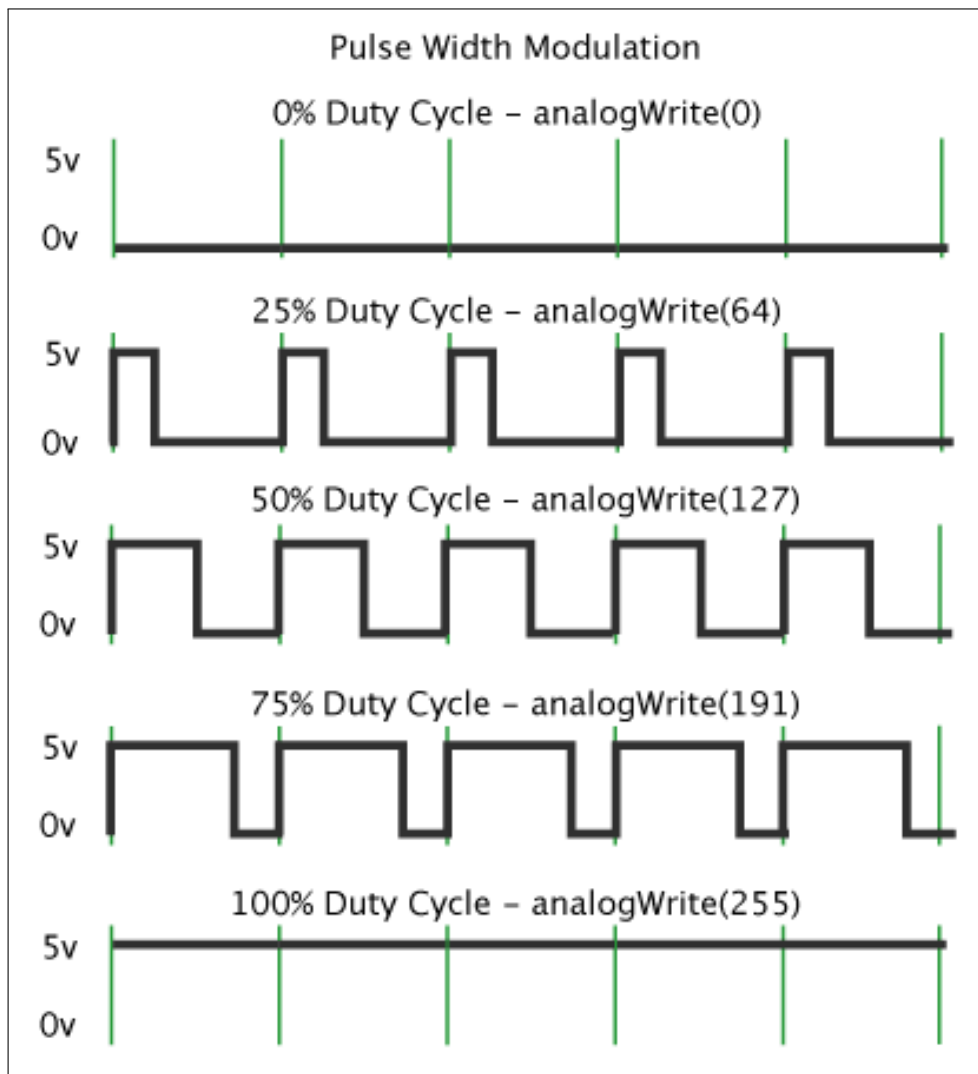 Pulse Width Modulation
0% Duty Cycle – analogWrite(0)
5v
0v
25% Duty Cycle – analogWrite(64)
5v
0v
50% Duty Cycle – analogWrite(127)
5v
0v
75% Duty Cycle – analogWrite(191)
5v
0v
100% Duty Cycle – analogWrite(255)
5v
0v